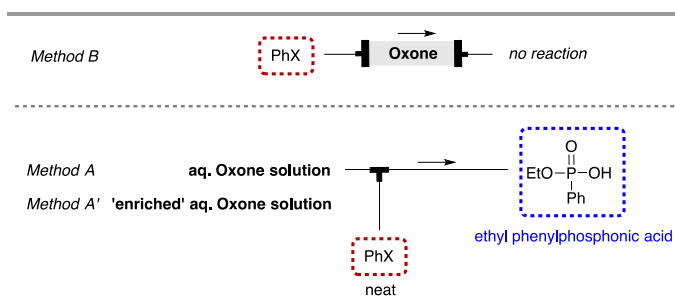 Method B PhX Oxone no reaction
Method A aq. Oxone solution
Method A' 'enriched' aq. Oxone solution
O
EtO P OH
Ph
ethyl phenylphosphonic acid
PhX
neat